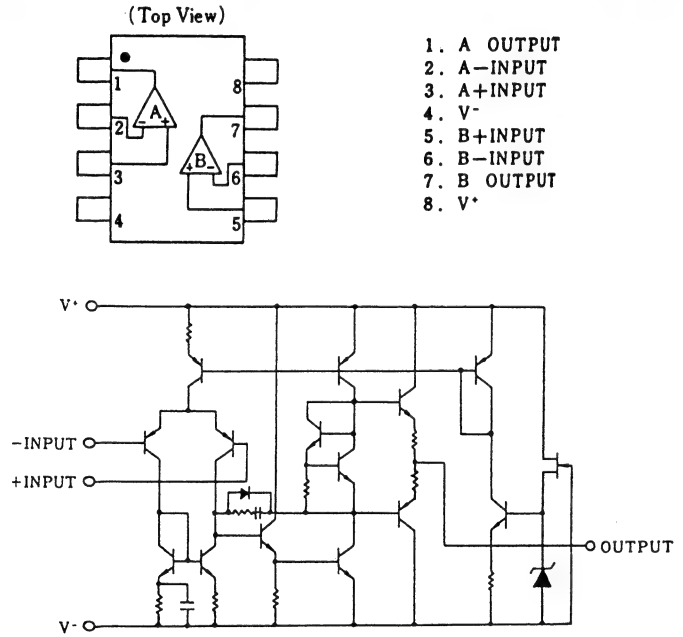 (Top View)
1
2
3
4
8
7
6
5
A
- +
B
+ -
1. A OUTPUT
2. A−INPUT
3. A+INPUT
4. V⁻
5. B+INPUT
6. B−INPUT
7. B OUTPUT
8. V⁺
V⁺
−INPUT
+INPUT
OUTPUT
V⁻